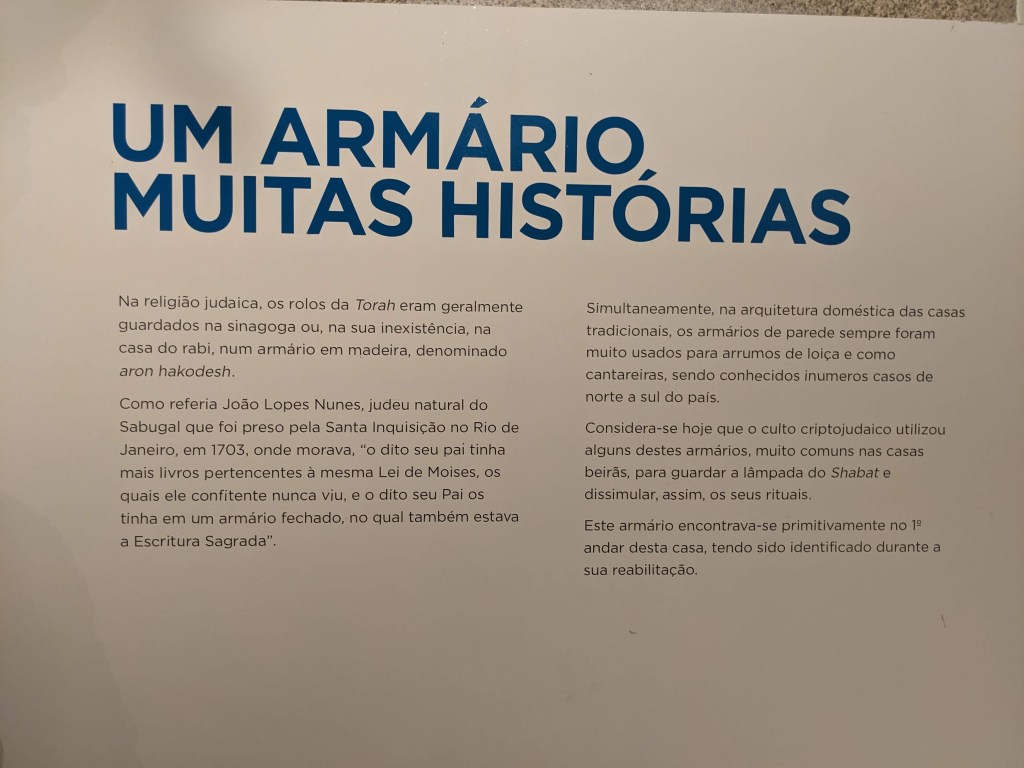 UM ARMÁRIO
MUITAS HISTÓRIAS
Na religião judaica, os rolos da Torah eram geralmente
guardados na sinagoga ou, na sua inexistência, na
casa do rabi, num armário em madeira, denominado
aron hakodesh.
Como referia João Lopes Nunes, judeu natural do
Sabugal que foi preso pela Santa Inquisição no Rio de
Janeiro, em 1703, onde morava, “o dito seu pai tinha
mais livros pertencentes à mesma Lei de Moises, os
quais ele confitente nunca viu, e o dito seu Pai os
tinha em um armário fechado, no qual também estava
a Escritura Sagrada”.
Simultaneamente, na arquitetura doméstica das casas
tradicionais, os armários de parede sempre foram
muito usados para arrumos de loiça e como
cantareiras, sendo conhecidos inumeros casos de
norte a sul do país.
Considera-se hoje que o culto criptojudaico utilizou
alguns destes armários, muito comuns nas casas
beirãs, para guardar a lâmpada do Shabat e
dissimular, assim, os seus rituais.
Este armário encontrava-se primitivamente no 1º
andar desta casa, tendo sido identificado durante a
sua reabilitação.